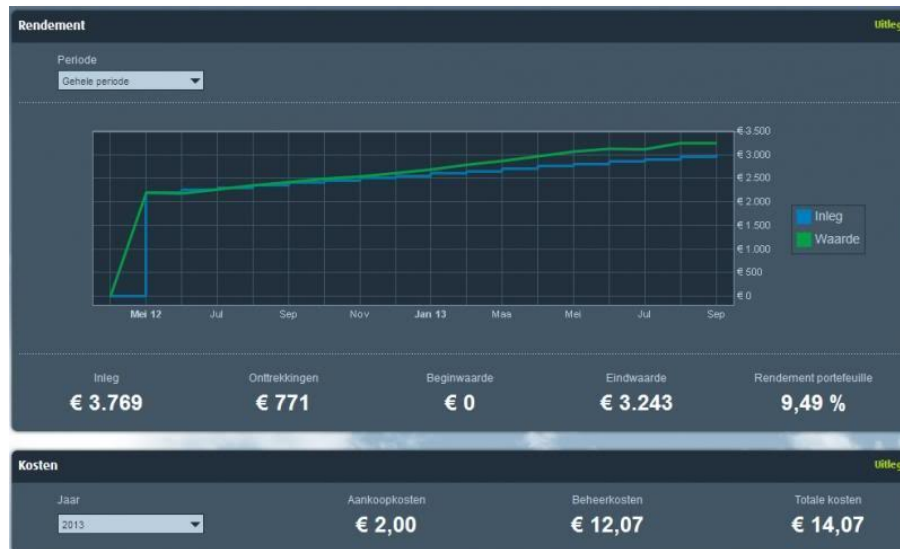 Rendement Uitleg
Periode
Gehele periode
€ 3.500
€ 3.000
€ 2.500
€ 2.000
€ 1.500
€ 1.000
€ 500
€ 0
Inleg
Waarde
Mei 12 Jul Sep Nov Jan 13 Maa Mei Jul Sep
Inleg Onttrekkingen Beginwaarde Eindwaarde Rendement portefeuille
€ 3.769 € 771 € 0 € 3.243 9,49 %
Kosten Uitleg
Jaar Aankoopkosten Beheerkosten Totale kosten
2013 € 2,00 € 12,07 € 14,07